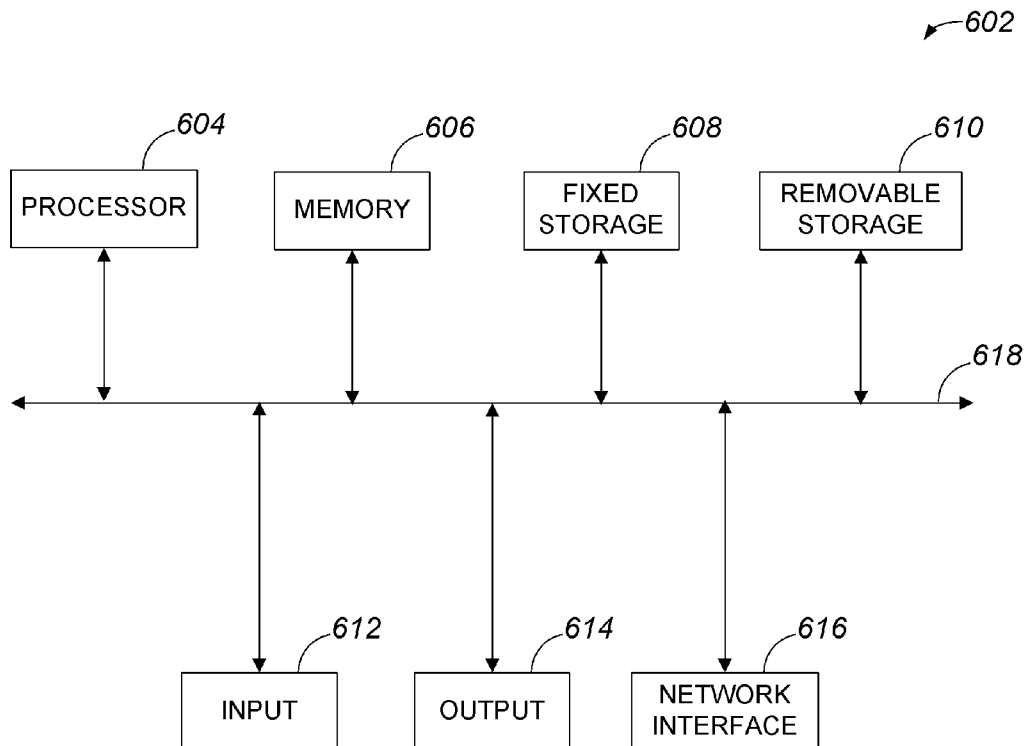 602
604
606
608
610
PROCESSOR
MEMORY
FIXED
STORAGE
REMOVABLE
STORAGE
618
612
614
616
INPUT
OUTPUT
NETWORK
INTERFACE